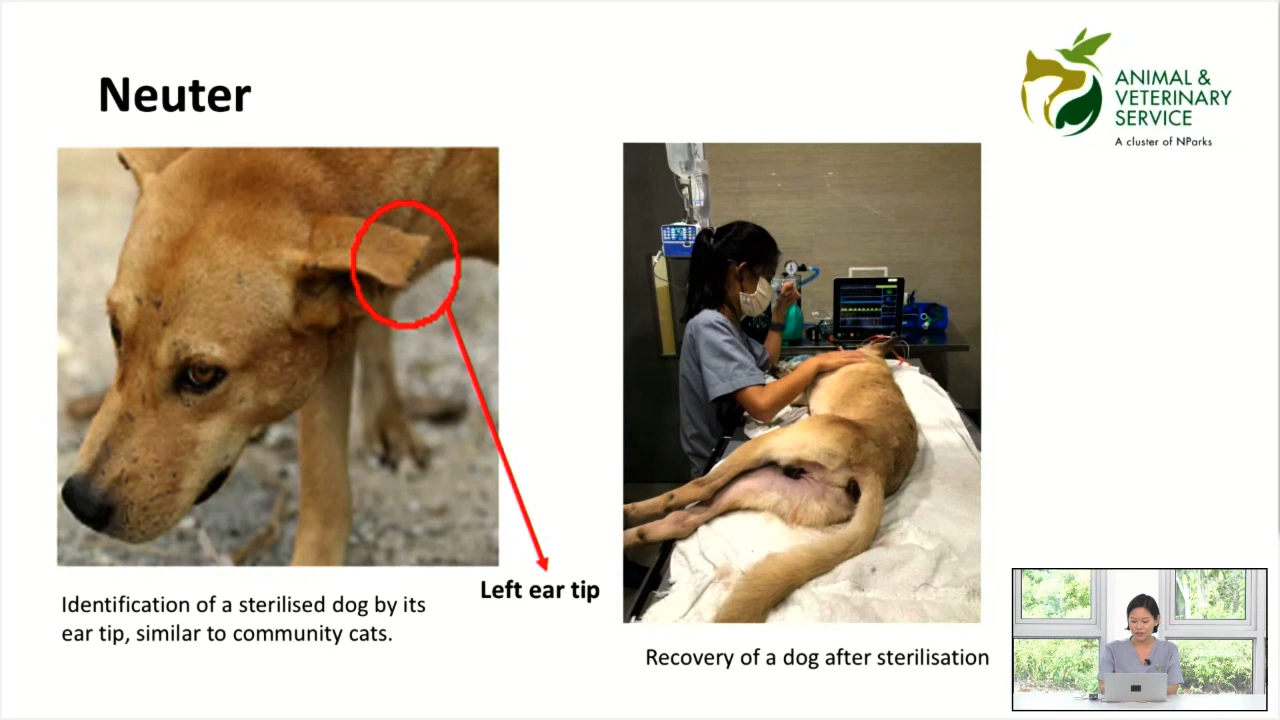 Neuter
ANIMAL &
VETERINARY
SERVICE
A cluster of NParks
Left ear tip
Identification of a sterilised dog by its
ear tip, similar to community cats.
Recovery of a dog after sterilisation